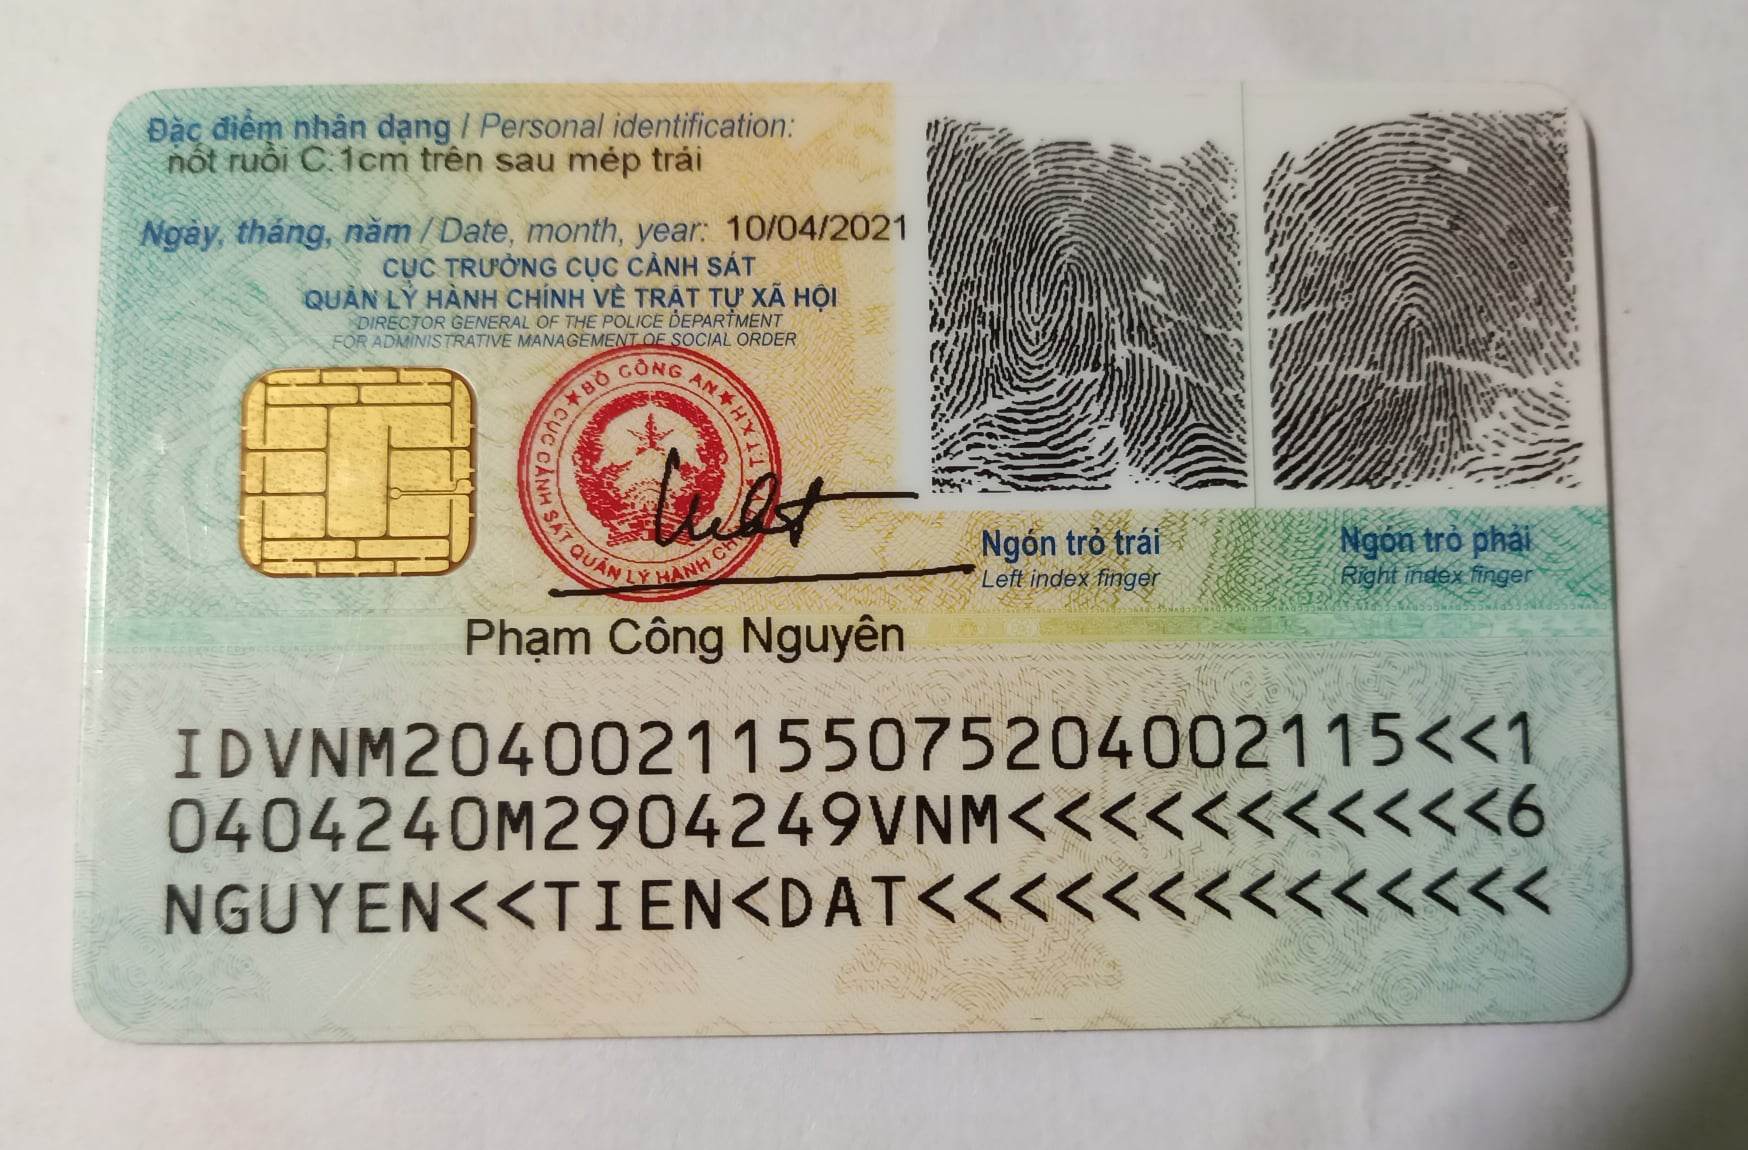 Đặc điểm nhân dạng / Personal identification:
nốt ruồi C:1cm trên sau mép trái
Ngày, tháng, năm / Date, month, year: 10/04/2021
CỤC TRƯỞNG CỤC CẢNH SÁT
QUẢN LÝ HÀNH CHÍNH VỀ TRẬT TỰ XÃ HỘI
DIRECTOR GENERAL OF THE POLICE DEPARTMENT
FOR ADMINISTRATIVE MANAGEMENT OF SOCIAL ORDER
BỘ CÔNG AN
CỤC CẢNH SÁT QUẢN LÝ HÀNH
Ngón trỏ trái
Left index finger
Ngón trỏ phải
Right index finger
Phạm Công Nguyên
IDVNM2040021155075204002115<<1
0404240M2904249VNM<<<<<<<<<<<6
NGUYEN<<TIEN<DAT<<<<<<<<<<<<<<